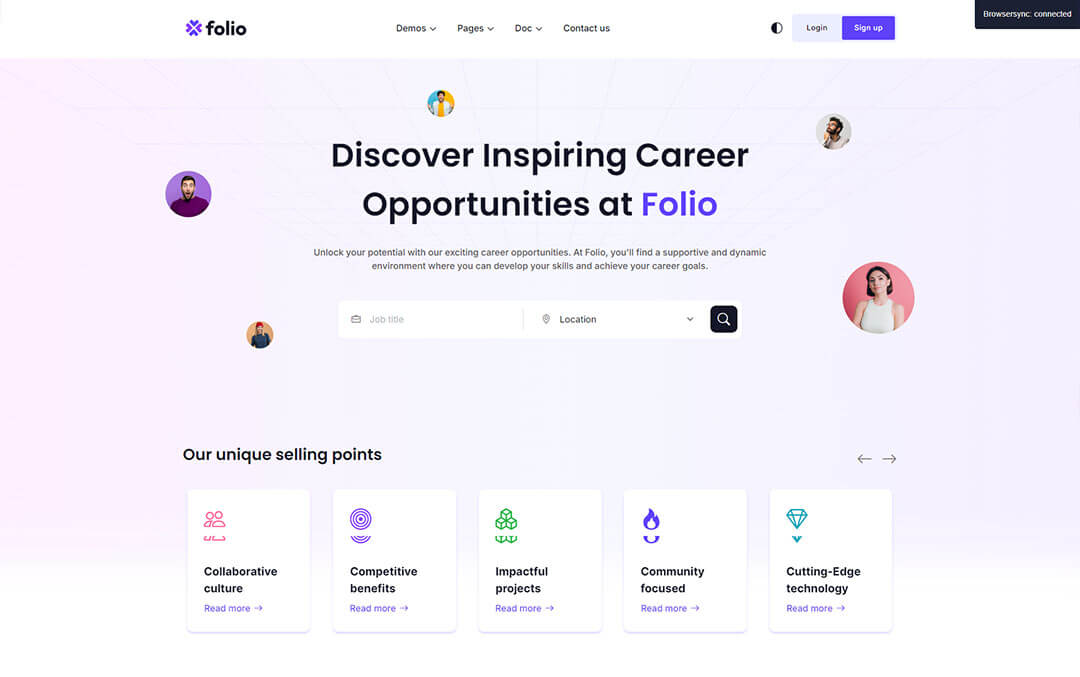 folio
Demos
Pages
Doc
Contact us
Login
Sign up
Browsersync: connected
Discover Inspiring Career
Opportunities at Folio
Unlock your potential with our exciting career opportunities. At Folio, you'll find a supportive and dynamic
environment where you can develop your skills and achieve your career goals.
Job title
Location
Our unique selling points
Collaborative
culture
Read more
Competitive
benefits
Read more
Impactful
projects
Read more
Community
focused
Read more
Cutting-Edge
technology
Read more